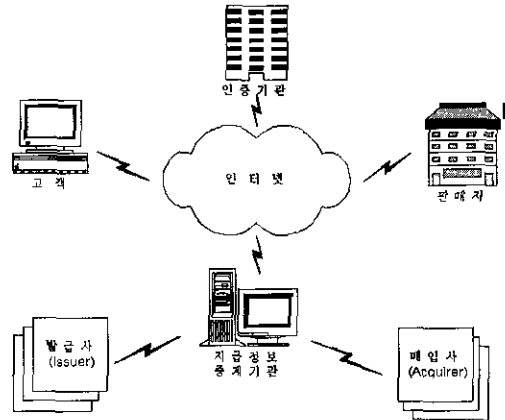 인증기관
고객
인터넷
판매자
발급사
(Issuer)
지급정보
중계기관
매입사
(Acquirer)